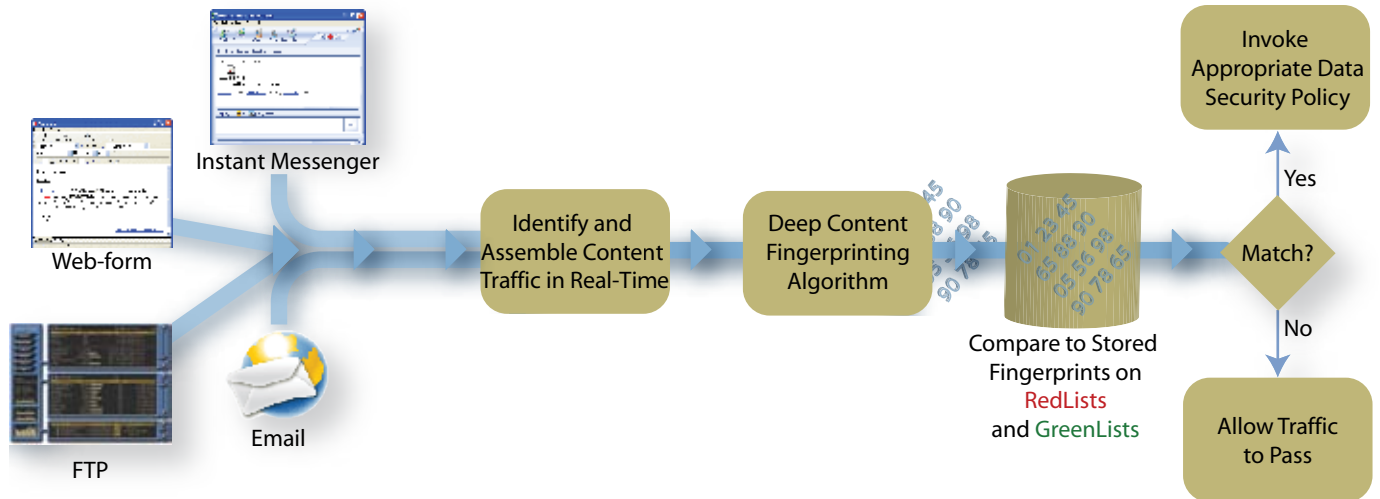 Instant Messenger
Web-form
FTP
Email
Identify and
Assemble Content
Traffic in Real-Time
Deep Content
Fingerprinting
Algorithm
01 23 45
65 88 90
05 56 98
90 78 65
Compare to Stored
Fingerprints on
RedLists
and GreenLists
Match?
Yes
Invoke
Appropriate Data
Security Policy
No
Allow Traffic
to Pass